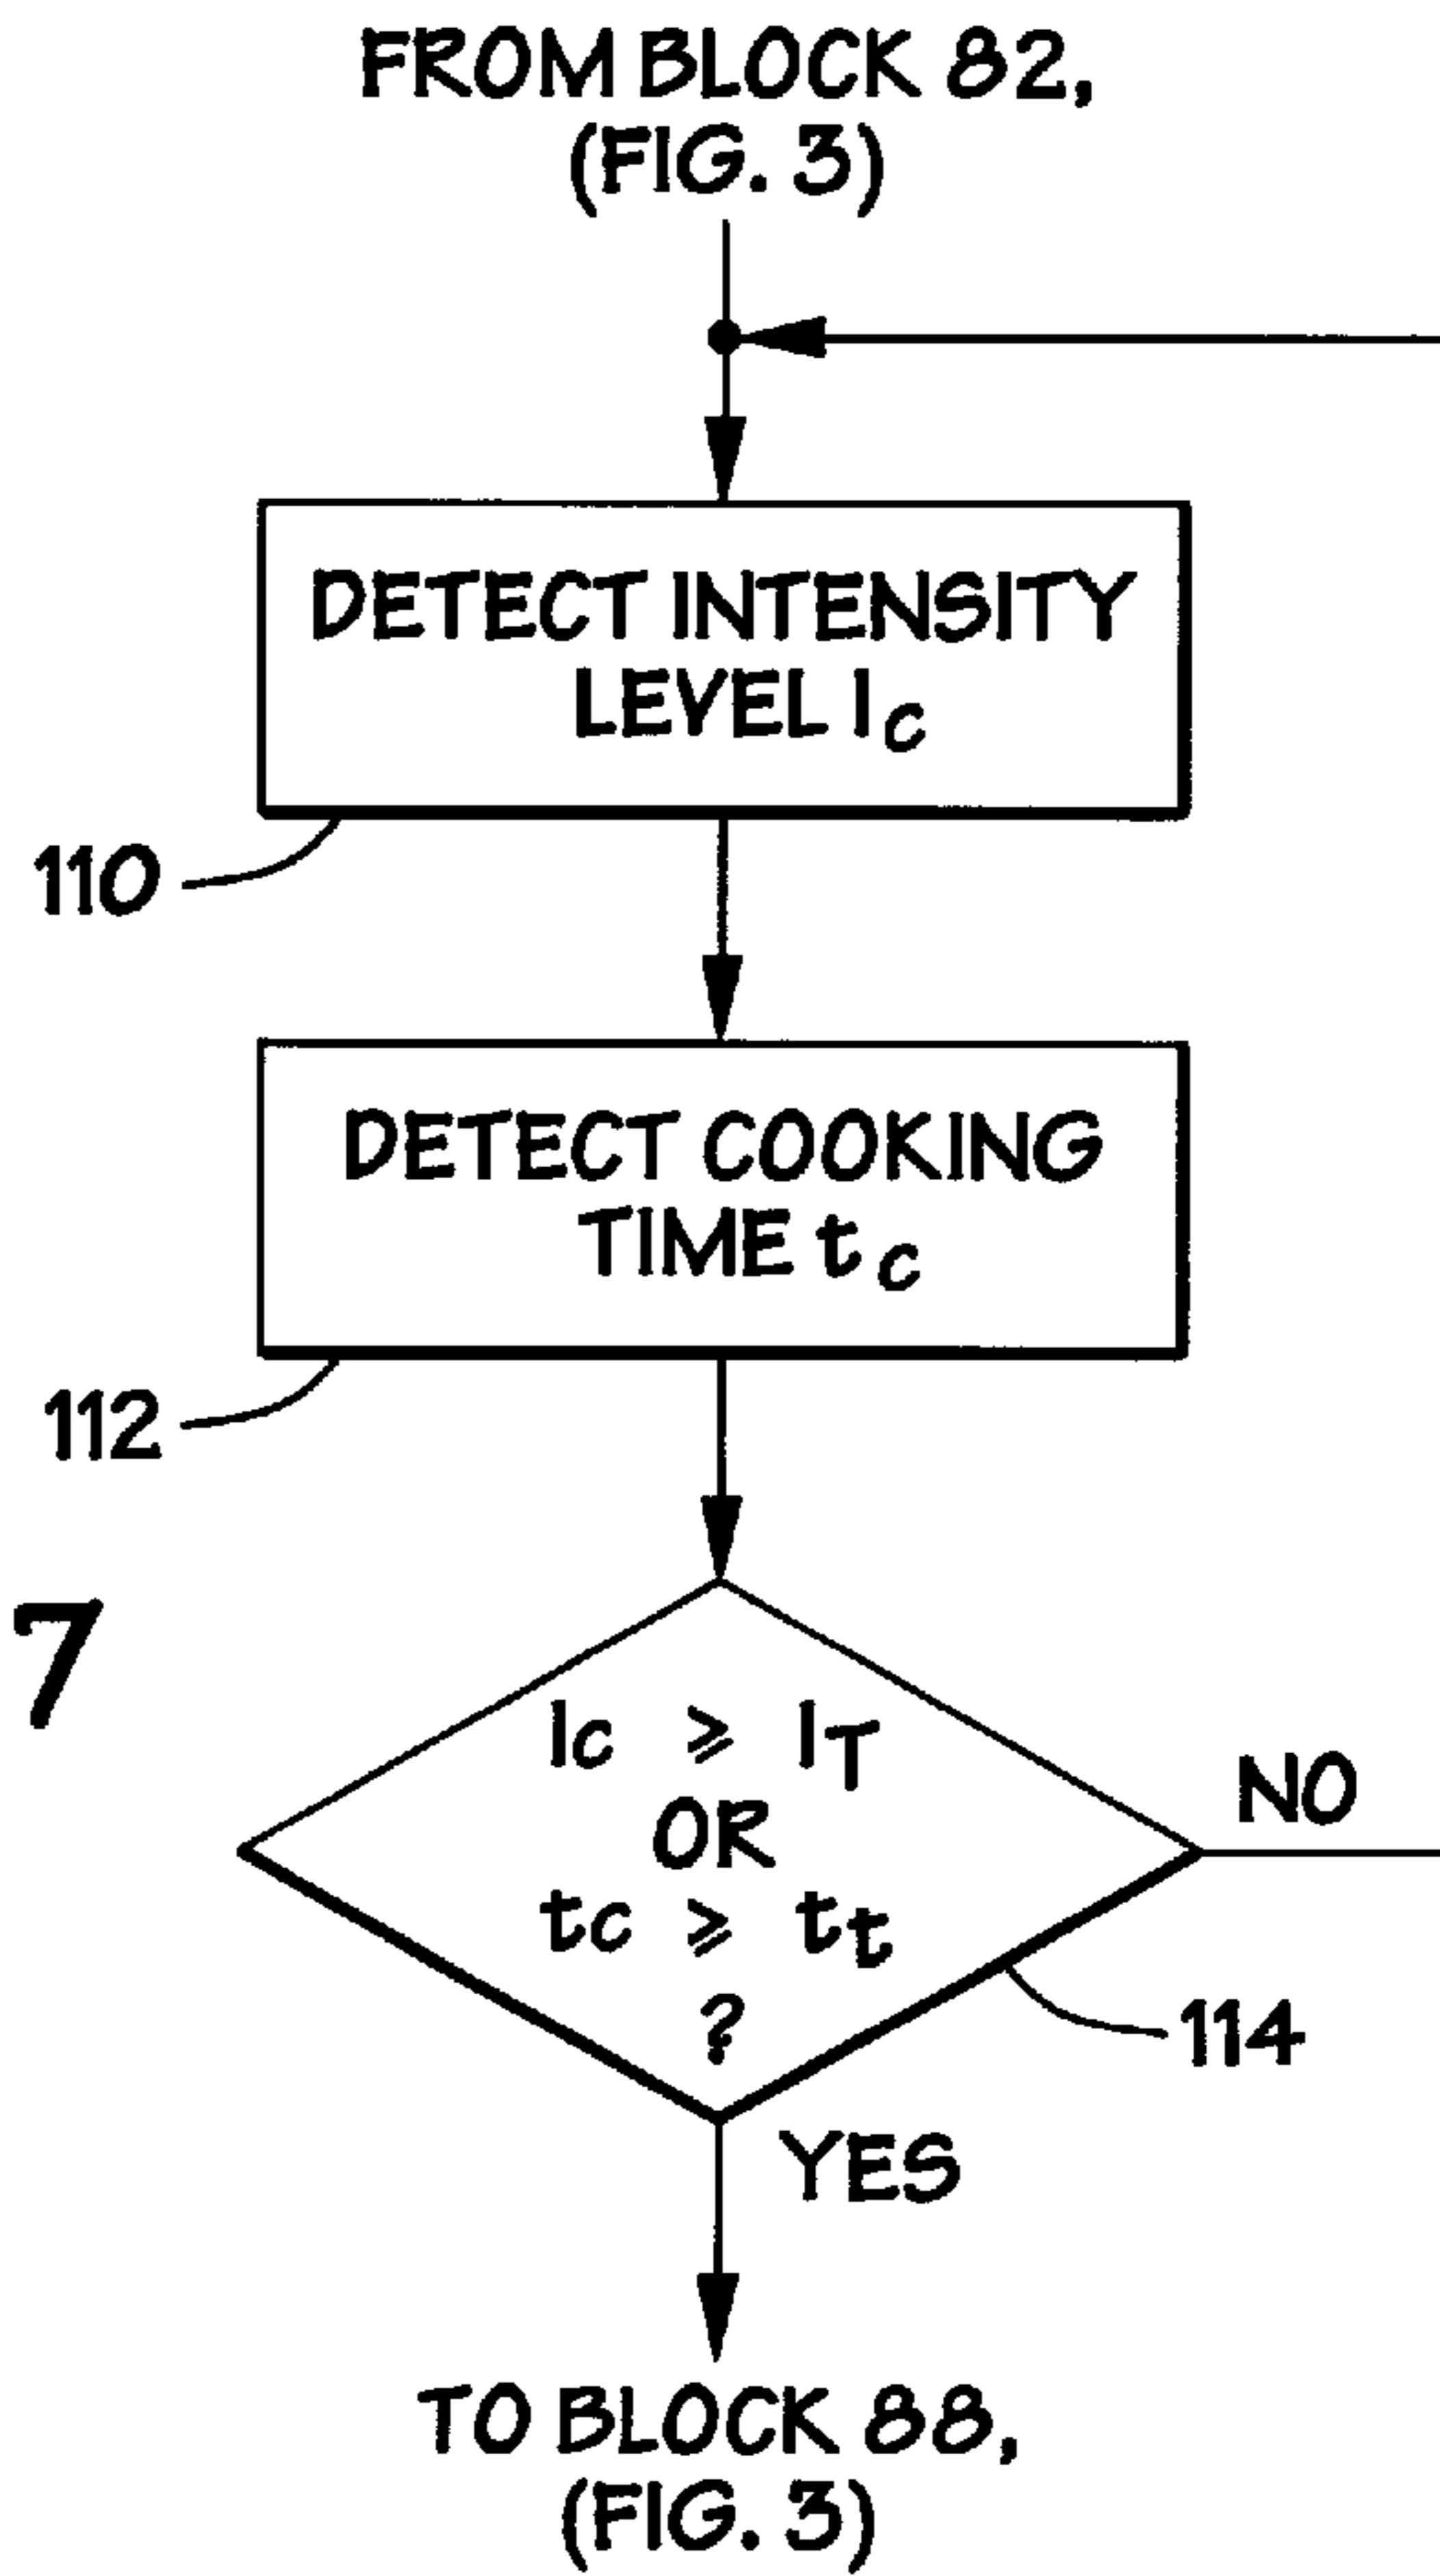 FROM BLOCK 82,
(FIG. 3)
DETECT INTENSITY
LEVEL Ic
110
DETECT COOKING
TIME tc
112
7
Ic ⩾ IT
OR
tc ⩾ tt
?
NO
114
YES
TO BLOCK 88,
(FIG. 3)